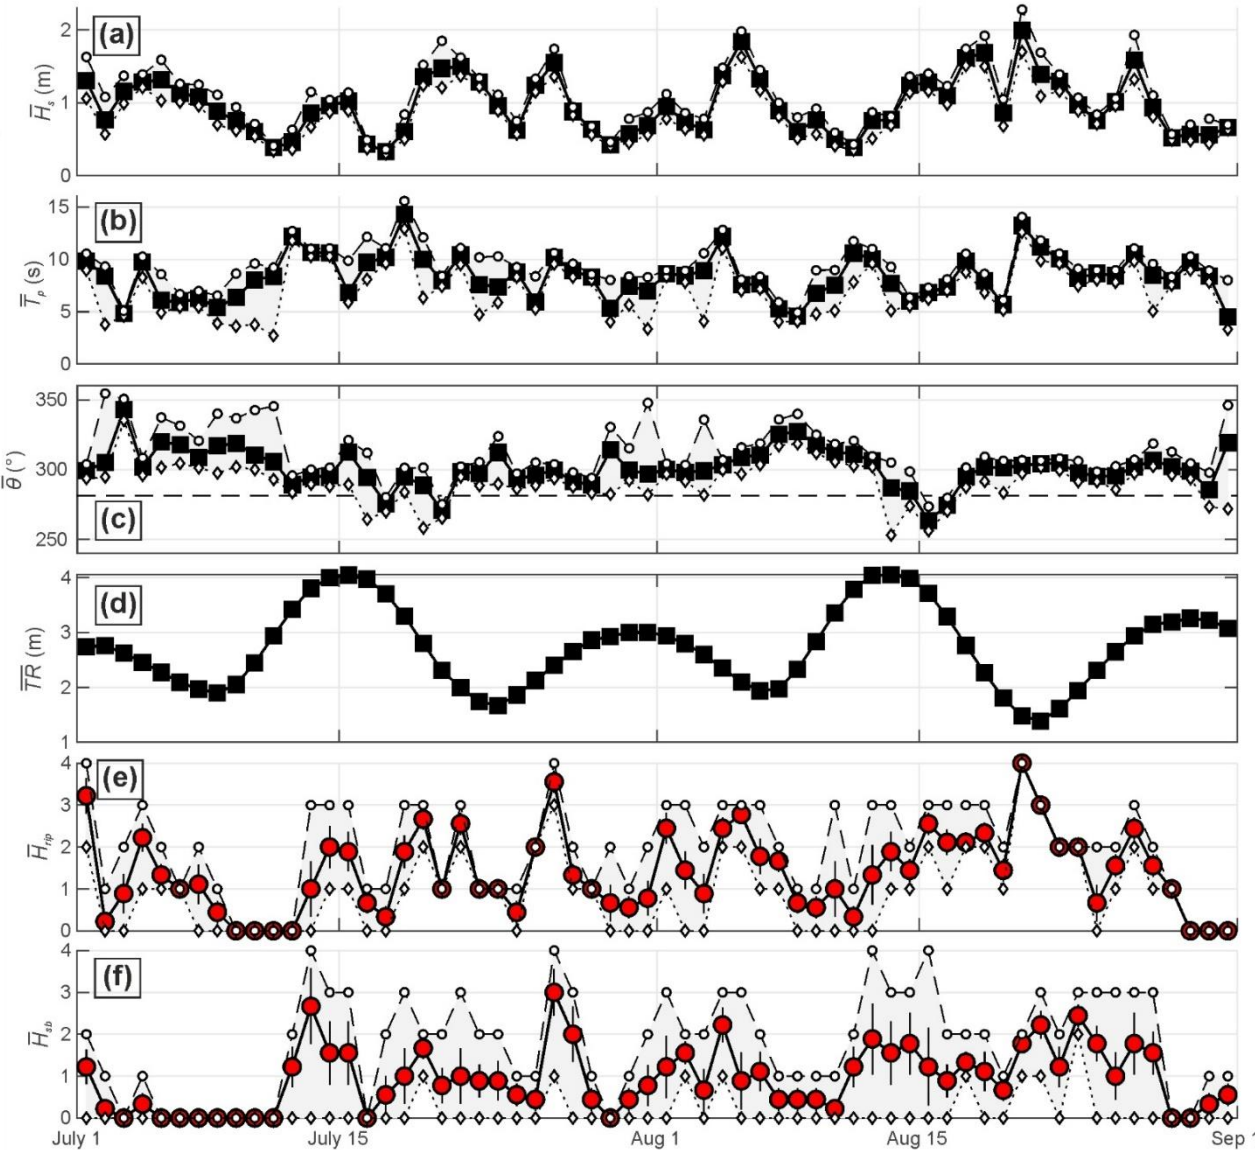 (a)
H̅s (m)
2
1
0
(b)
T̅p (s)
15
10
5
0
(c)
θ̅ (°)
350
300
250
(d)
T̅R̅ (m)
4
3
2
1
(e)
H̅rip
4
3
2
1
0
(f)
H̅sb
4
3
2
1
0
July 1 July 15 Aug 1 Aug 15 Sep 1